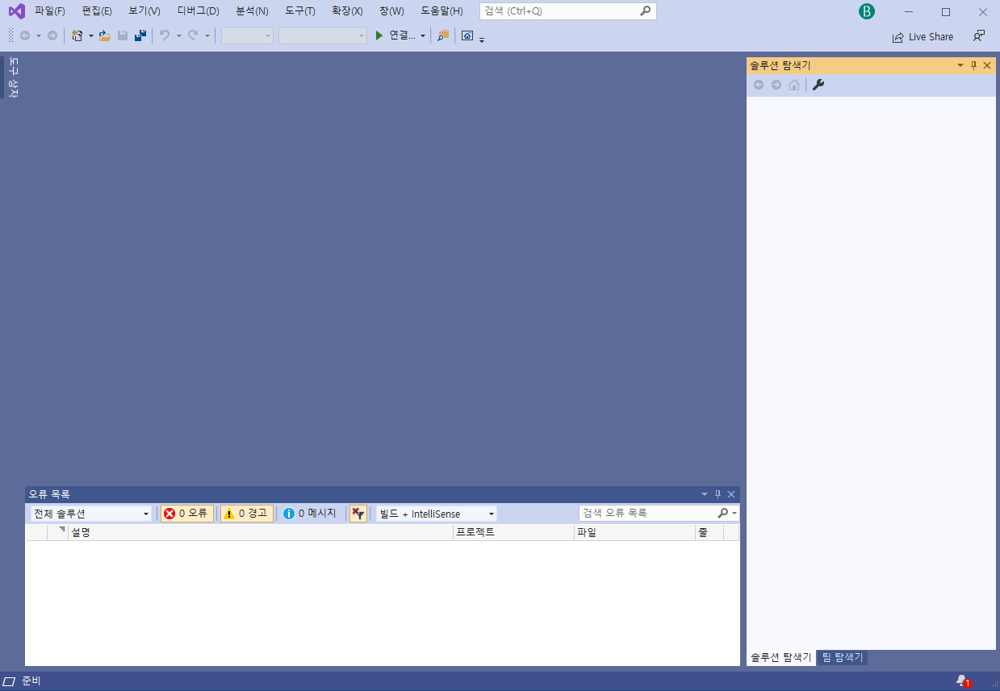 파일(F) 편집(E) 보기(V) 디버그(D) 분석(N) 도구(T) 확장(X) 창(W) 도움말(H) 검색 (Ctrl+Q) B
연결... Live Share
도구 상자
솔루션 탐색기
오류 목록
전체 솔루션 0 오류 0 경고 0 메시지 빌드 + IntelliSense 검색 오류 목록
설명 프로젝트 파일 줄
솔루션 탐색기 팀 탐색기
준비 1